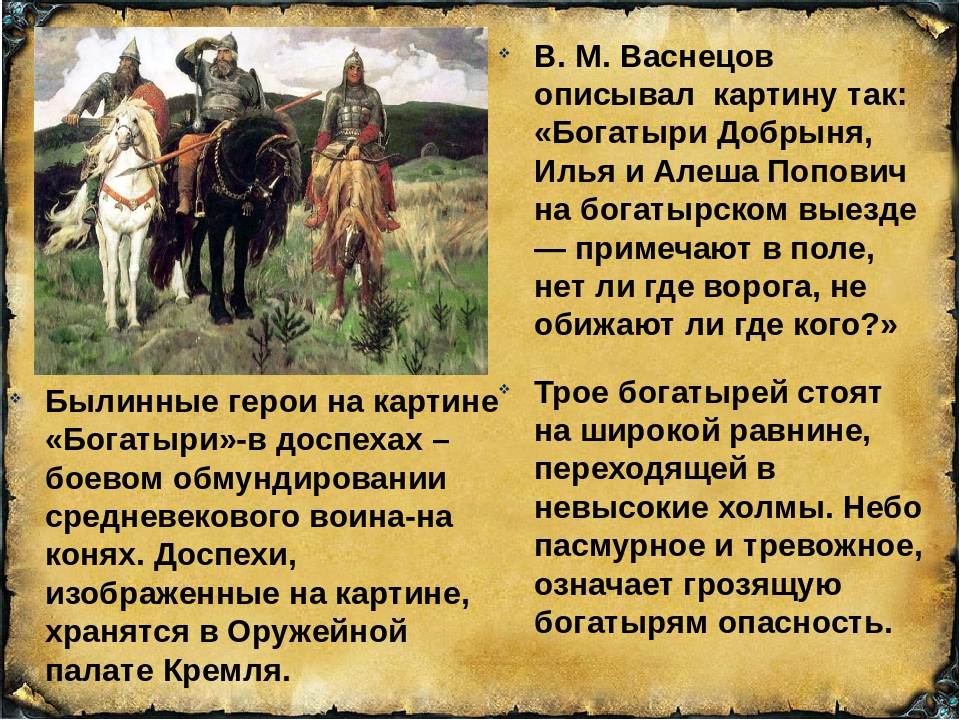 Былинные герои на картине
«Богатыри»-в доспехах –
боевом обмундировании
средневекового воина-на
конях. Доспехи,
изображенные на картине,
хранятся в Оружейной
палате Кремля.
В. М. Васнецов
описывал  картину так:
«Богатыри Добрыня,
Илья и Алеша Попович
на богатырском выезде
— примечают в поле,
нет ли где ворога, не
обижают ли где кого?»
Трое богатырей стоят
на широкой равнине,
переходящей в
невысокие холмы. Небо
пасмурное и тревожное,
означает грозящую
богатырям опасность.